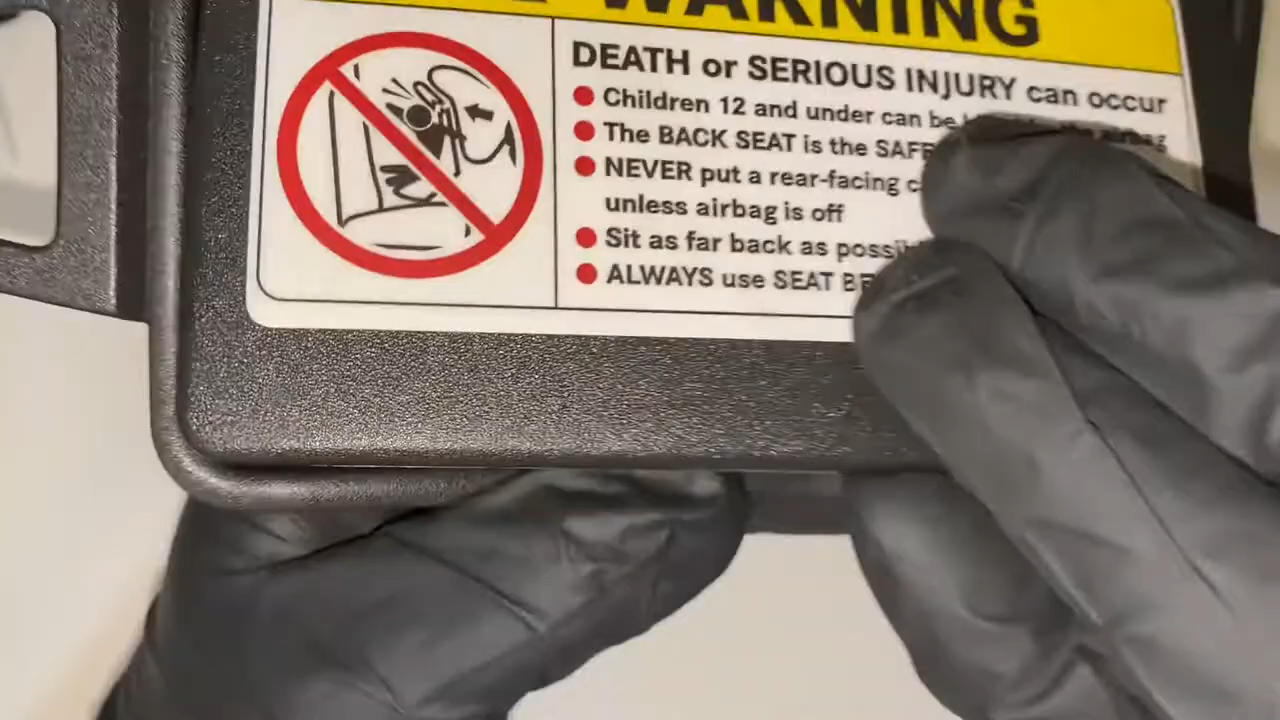 WARNING
DEATH or SERIOUS INJURY can occur
Children 12 and under can be airbag
The BACK SEAT is the
NEVER put a rear-facing
unless airbag is off
Sit as far back as
ALWAYS use SEAT